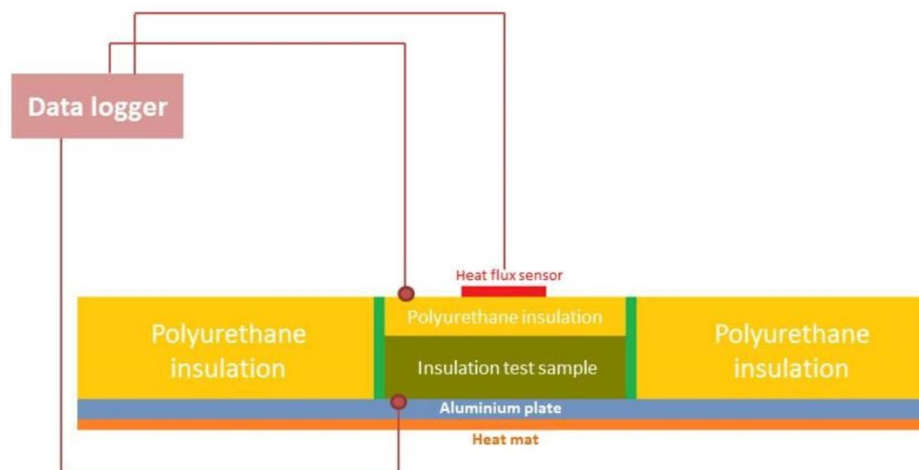 Data logger
Heat flux sensor
Polyurethane
insulation
Polyurethane insulation
Insulation test sample
Polyurethane
insulation
Aluminium plate
Heat mat